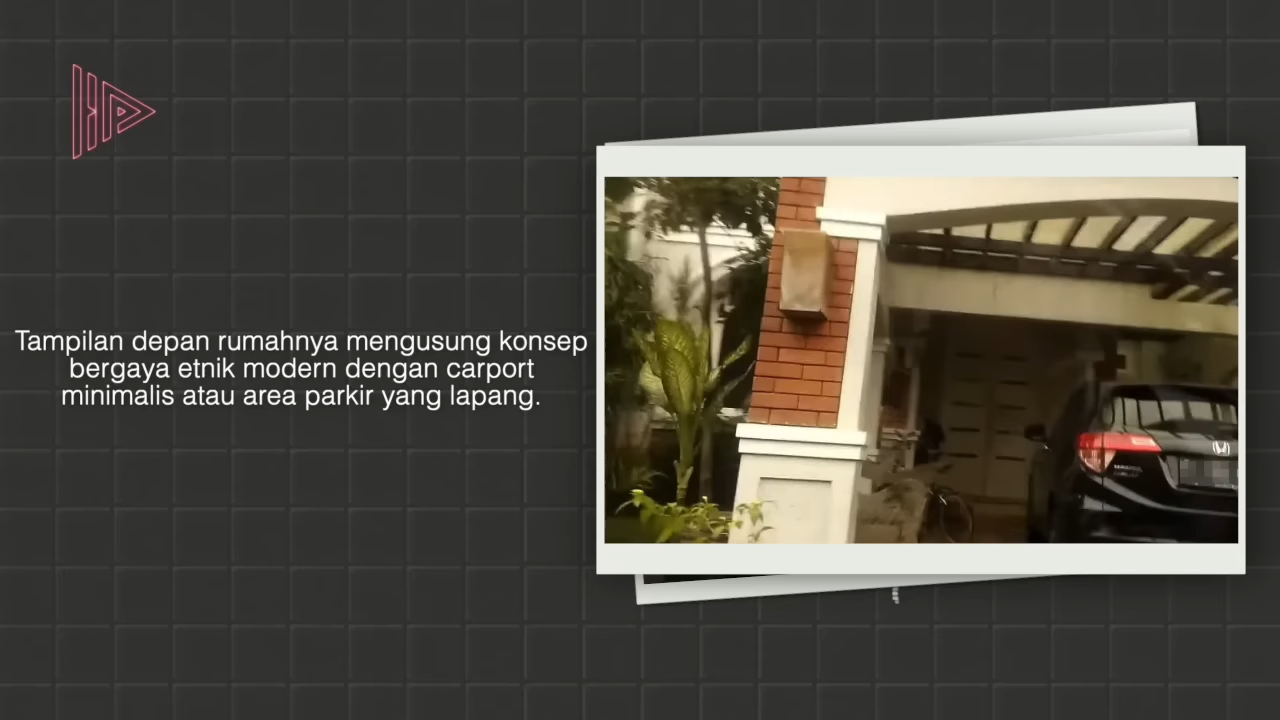 Tampilan depan rumahnya mengusung konsep
bergaya etnik modern dengan carport
minimalis atau area parkir yang lapang.